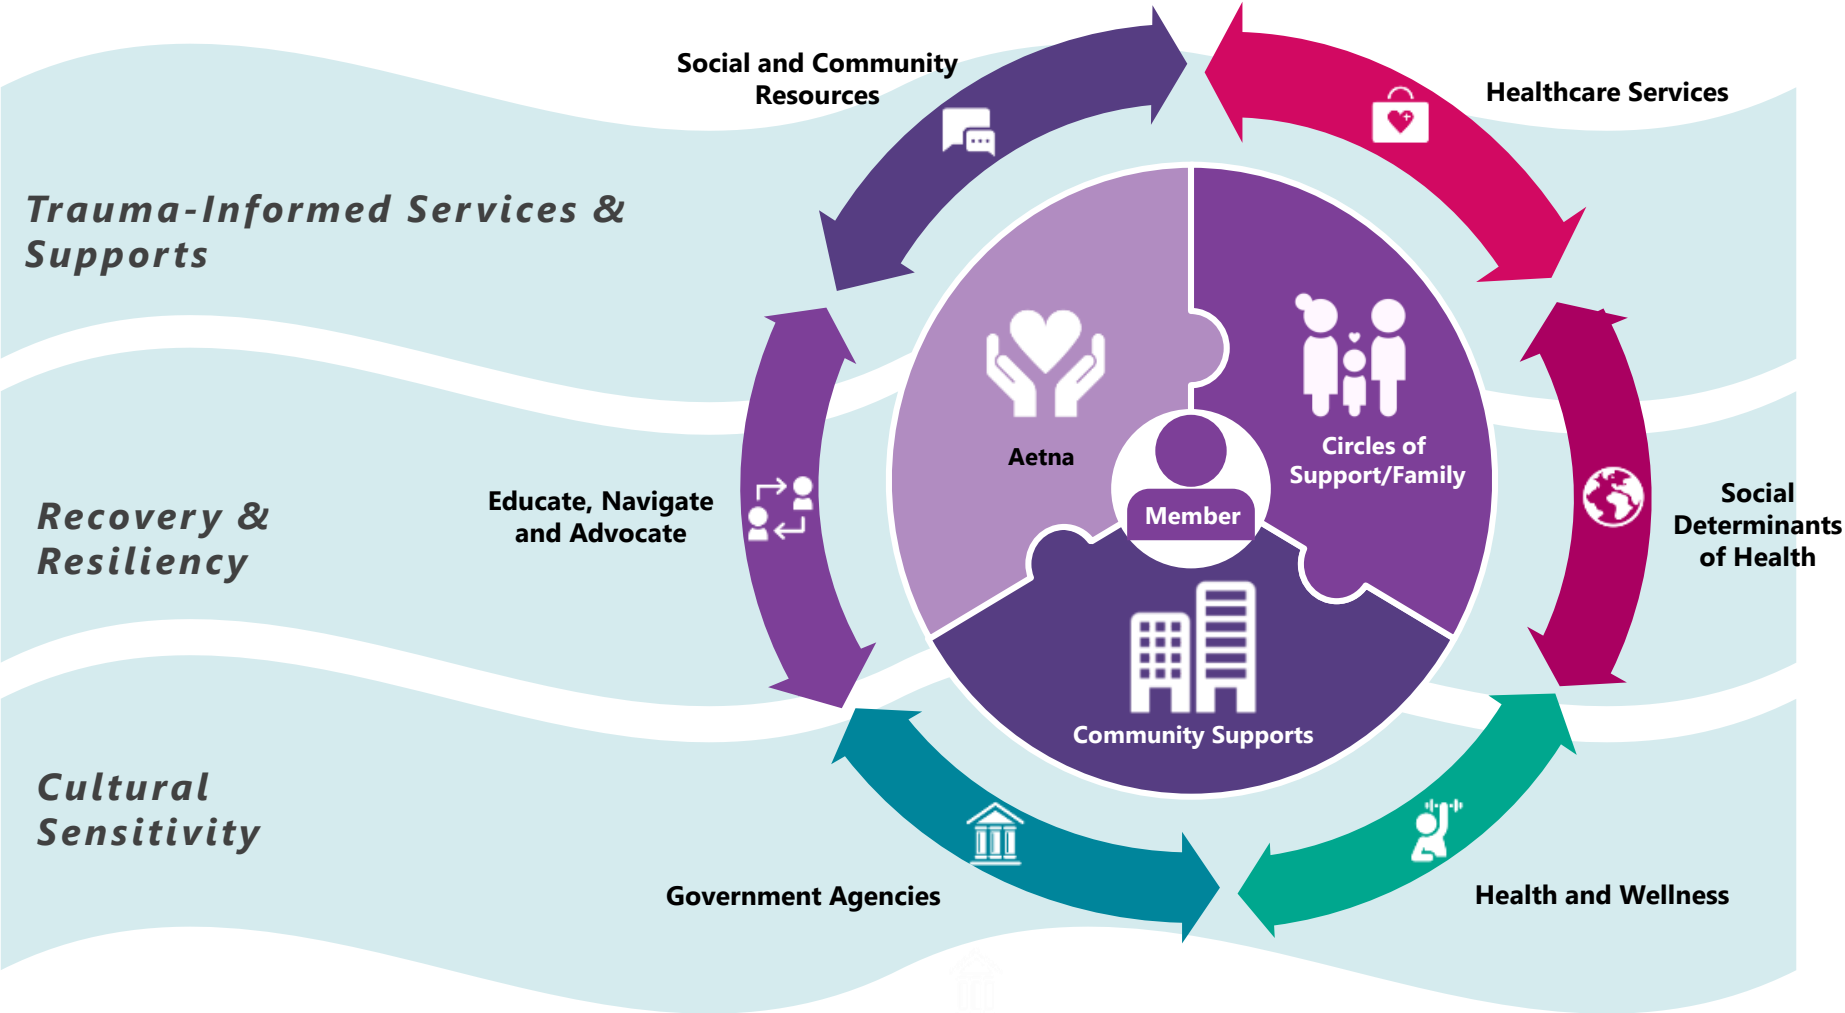 Social and Community
Resources
Healthcare Services
Trauma-Informed Services &
Supports
Aetna
Circles of
Support/Family
Member
Recovery &
Resiliency
Educate, Navigate
and Advocate
Social
Determinants
of Health
Community Supports
Cultural
Sensitivity
Government Agencies
Health and Wellness